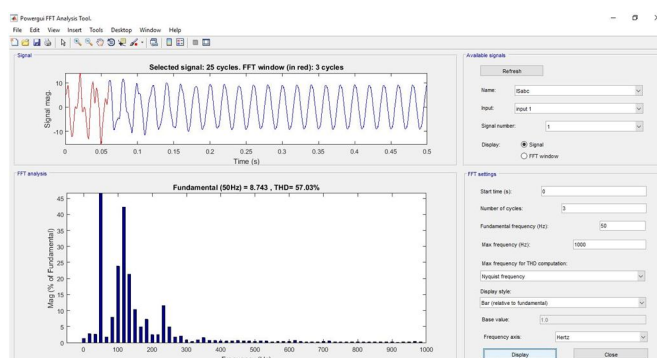 Powergui FFT Analysis Tool.
File Edit View Insert Tools Desktop Window Help
Signal
Selected signal: 25 cycles. FFT window (in red): 3 cycles
Signal mag.
10
0
-10
0 0.05 0.1 0.15 0.2 0.25 0.3 0.35 0.4 0.45 0.5
Time (s)
FFT analysis
Fundamental (50Hz) = 8.743 , THD= 57.03%
Mag (% of Fundamental)
45
40
35
30
25
20
15
10
5
0
0 100 200 300 400 500 600 700 800 900 1000
Available signals
Refresh
Name: ISabc
Input: input 1
Signal number: 1
Display: Signal
FFT window
FFT settings
Start time (s): 0
Number of cycles: 3
Fundamental frequency (Hz): 50
Max frequency (Hz): 1000
Max frequency for THD computation:
Nyquist frequency
Display style:
Bar (relative to fundamental)
Base value: 1.0
Frequency axis: Hertz
Display Close